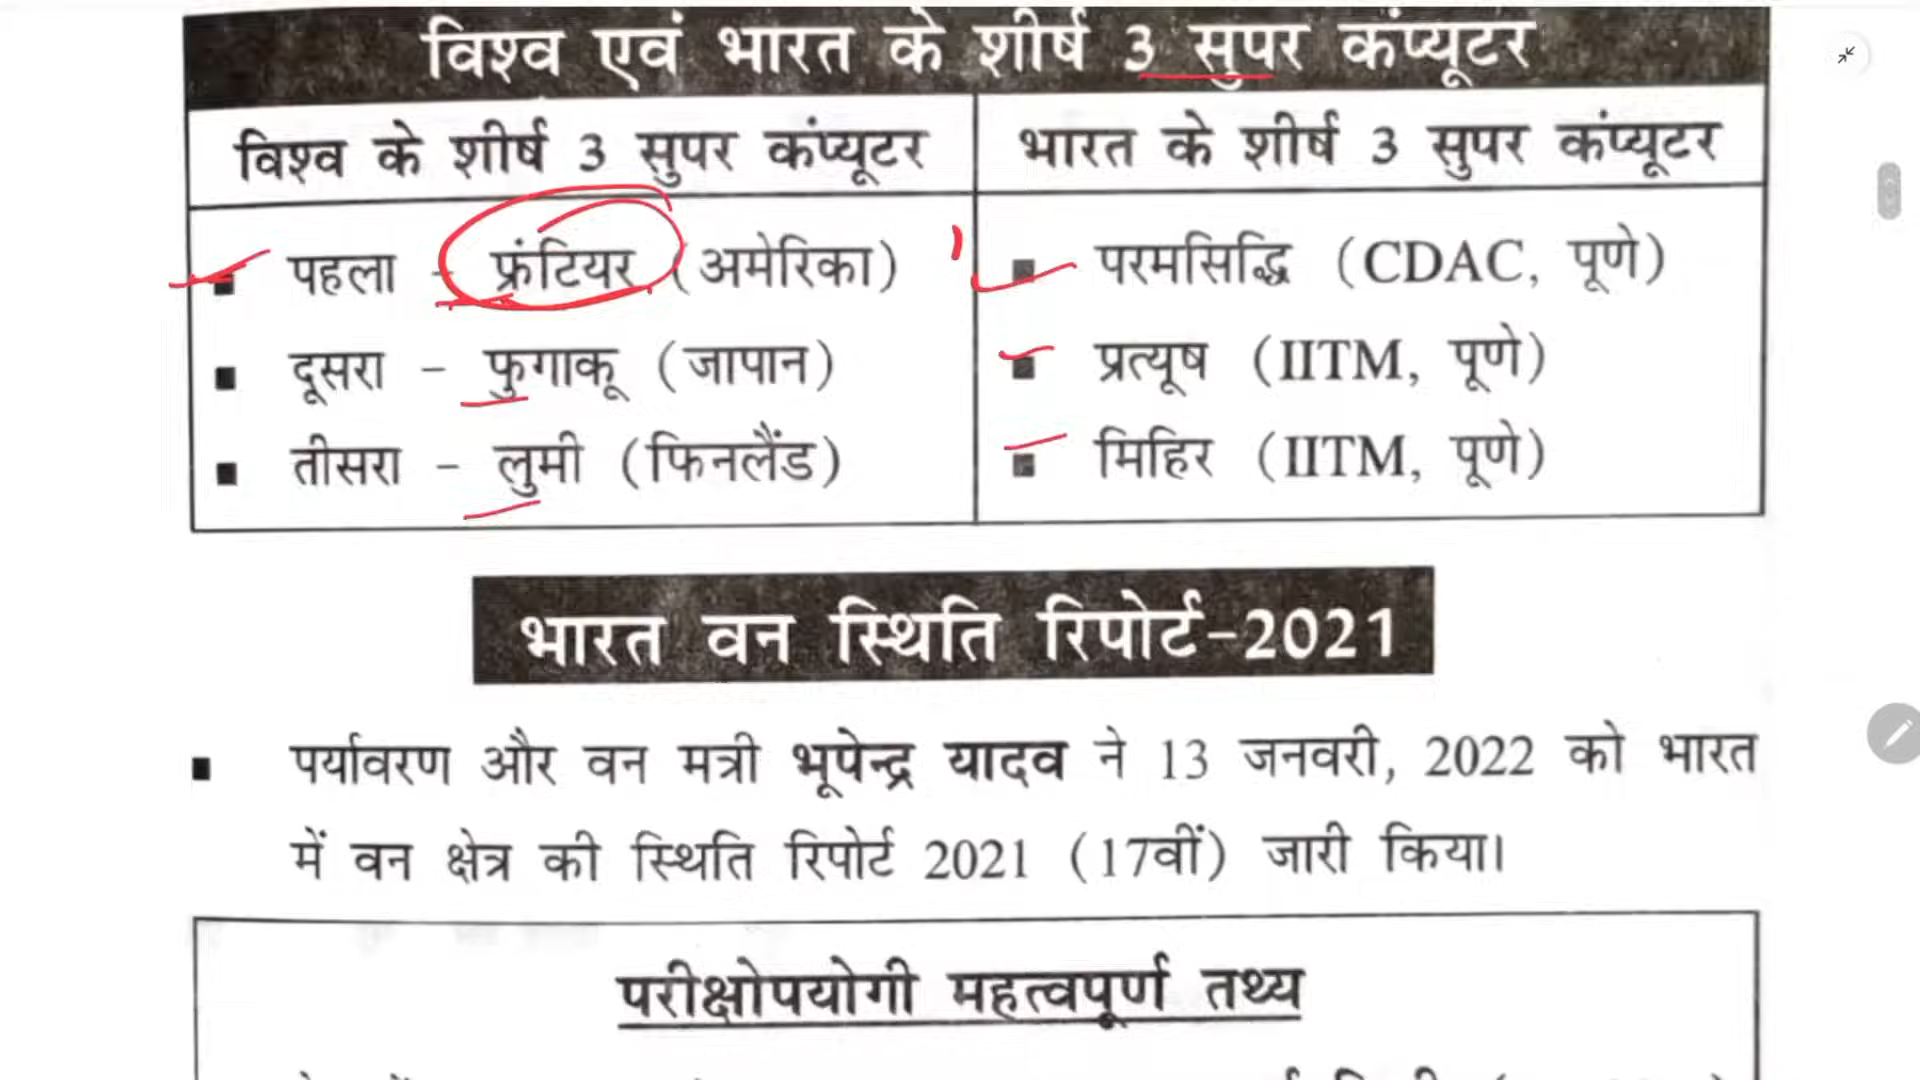 विश्व एवं भारत के शीर्ष 3 सुपर कंप्यूटर
विश्व के शीर्ष 3 सुपर कंप्यूटर
भारत के शीर्ष 3 सुपर कंप्यूटर
▪ पहला - फ्रंटियर (अमेरिका)
▪ दूसरा - फुगाकू (जापान)
▪ तीसरा - लुमी (फिनलैंड)
1
▪ परमसिद्धि (CDAC, पूणे)
▪ प्रत्यूष (IITM, पूणे)
▪ मिहिर (IITM, पूणे)
भारत वन स्थिति रिपोर्ट-2021
▪ पर्यावरण और वन मत्री भूपेन्द्र यादव ने 13 जनवरी, 2022 को भारत
में वन क्षेत्र की स्थिति रिपोर्ट 2021 (17वीं) जारी किया।
परीक्षोपयोगी महत्वपूर्ण तथ्य